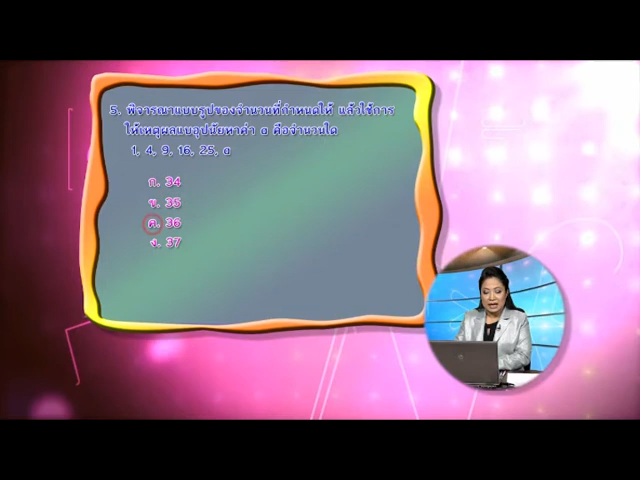 5. พิจารณาแบบรูปของจำนวนที่กำหนดให้ แล้วใช้การ
ให้เหตุผลแบบอุปนัยหาค่า a คือจำนวนใด
1, 4, 9, 16, 25, a
ก. 34
ข. 35
ค. 36
ง. 37